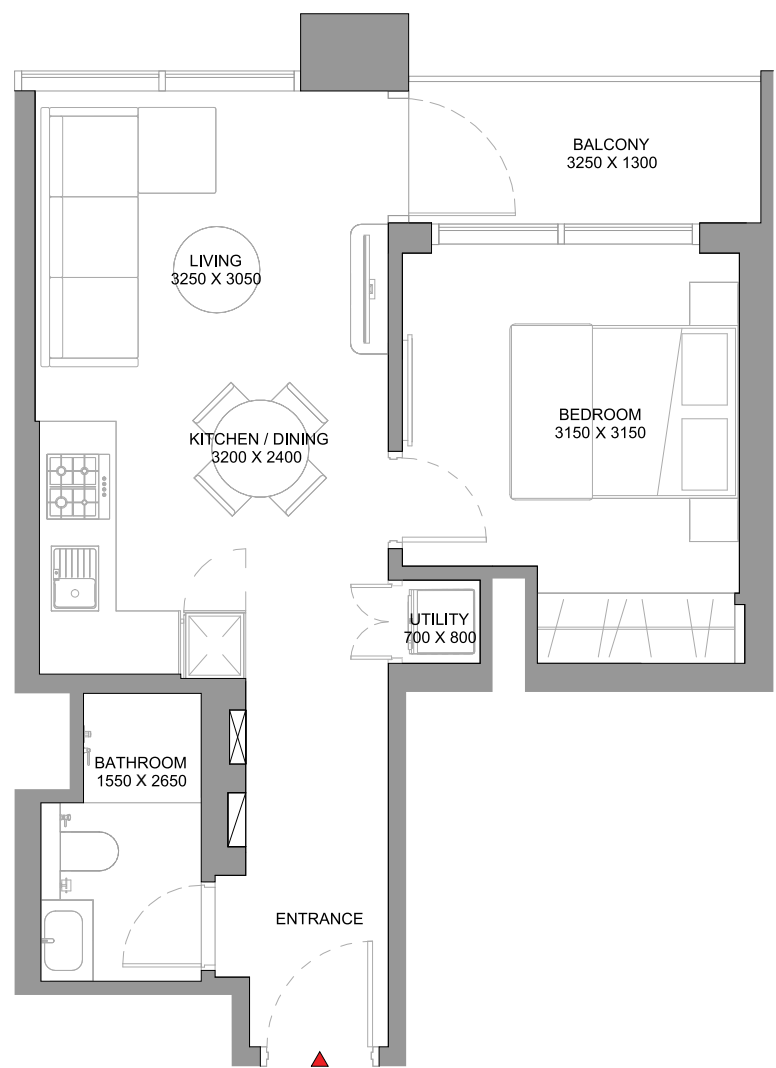 BALCONY
3250 X 1300
LIVING
3250 X 3050
BEDROOM
3150 X 3150
KITCHEN / DINING
3200 X 2400
UTILITY
700 X 800
BATHROOM
1550 X 2650
ENTRANCE